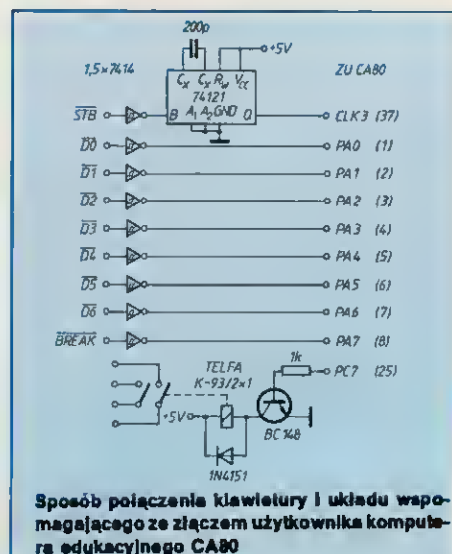 200p
+5V
1,5×7414
ZU CA80
Cx Cx Rw Vcc
74121
B A1 A2 GND Q
STB
CLK3 (37)
D0 PA0 (1)
D1 PA1 (2)
D2 PA2 (3)
D3 PA3 (4)
D4 PA4 (5)
D5 PA5 (6)
D6 PA6 (7)
BREAK PA7 (8)
TELFA
K-93/2x1
1k
PC7 (25)
+5V
BC148
1N4151
Sposób połączenia klawiatury i układu wspo-
magającego ze złączem użytkownika kompute-
ra edukacyjnego CA80